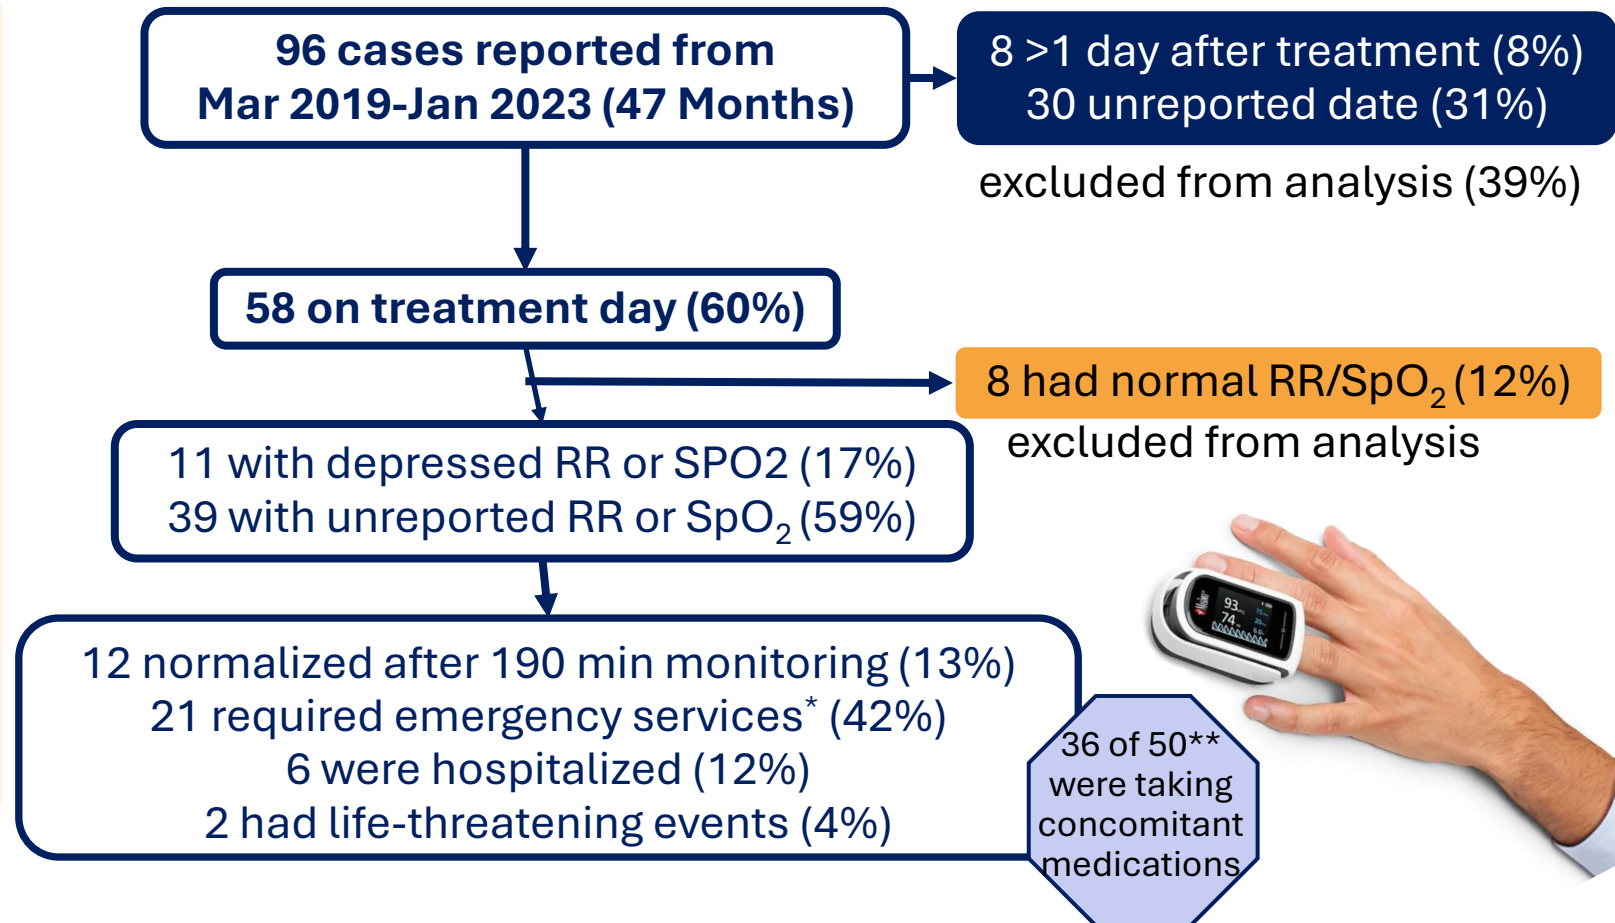 96 cases reported from
Mar 2019-Jan 2023 (47 Months)
8 >1 day after treatment (8%)
30 unreported date (31%)
excluded from analysis (39%)
58 on treatment day (60%)
8 had normal RR/SpO₂ (12%)
excluded from analysis
11 with depressed RR or SPO2 (17%)
39 with unreported RR or SpO₂ (59%)
12 normalized after 190 min monitoring (13%)
21 required emergency services* (42%)
6 were hospitalized (12%)
2 had life-threatening events (4%)
36 of 50**
were taking
concomitant
medications
93
74